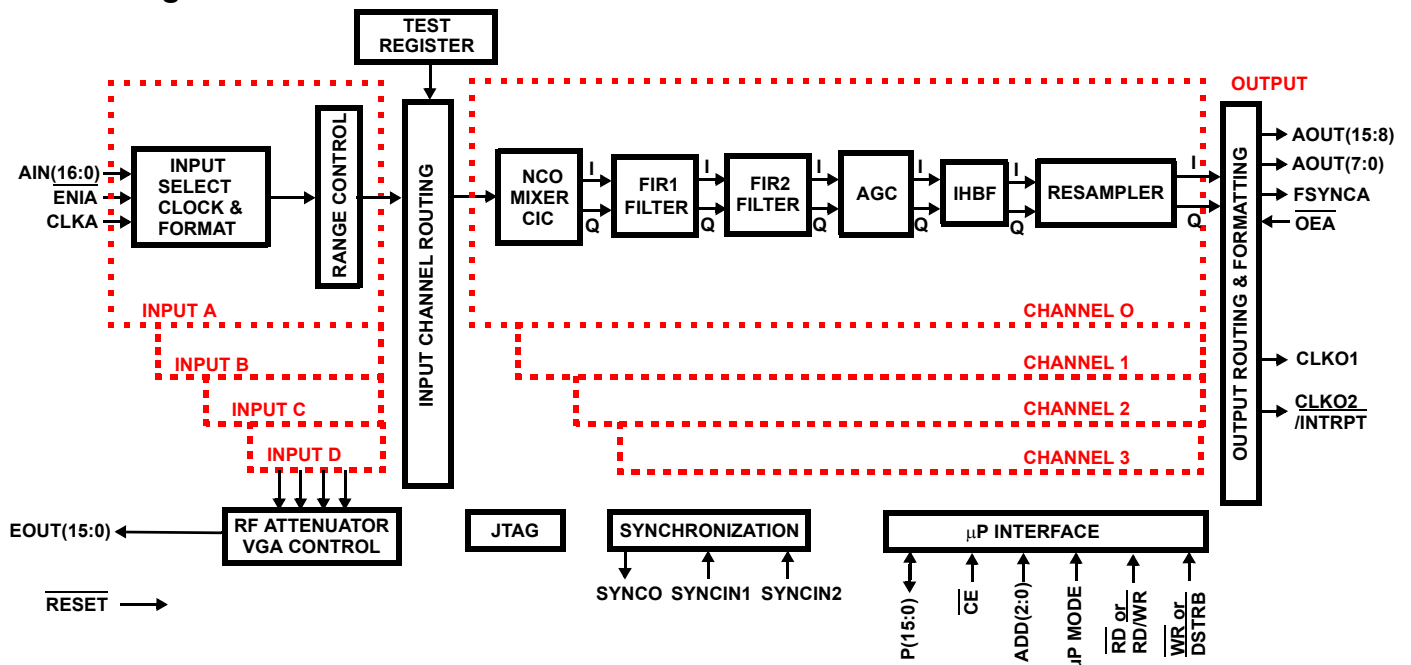 TEST
REGISTER
OUTPUT
AIN(16:0)
ENIA
CLKA
INPUT
SELECT
CLOCK &
FORMAT
RANGE CONTROL
INPUT CHANNEL ROUTING
NCO
MIXER
CIC
I
Q
FIR1
FILTER
I
Q
FIR2
FILTER
I
Q
AGC
I
Q
IHBF
I
Q
RESAMPLER
I
Q
OUTPUT ROUTING & FORMATTING
AOUT(15:8)
AOUT(7:0)
FSYNCA
OEA
CLKO1
CLKO2
/INTRPT
INPUT A
INPUT B
INPUT C
INPUT D
CHANNEL O
CHANNEL 1
CHANNEL 2
CHANNEL 3
EOUT(15:0)
RF ATTENUATOR
VGA CONTROL
JTAG
SYNCHRONIZATION
SYNCO SYNCIN1 SYNCIN2
µP INTERFACE
P(15:0)
CE
ADD(2:0)
µP MODE
RD or
RD/WR
WR or
DSTRB
RESET